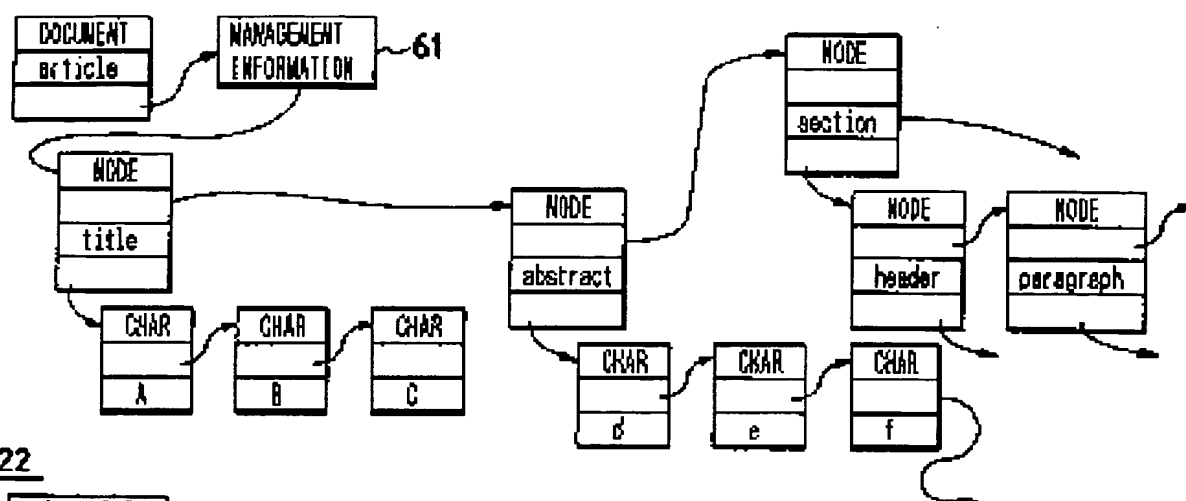 DOCUMENT
article
MANAGEMENT
INFORMATION
61
NODE
title
CHAR
A
CHAR
B
CHAR
C
NODE
abstract
CHAR
d
CHAR
e
CHAR
f
NODE
section
NODE
header
NODE
paragraph
22